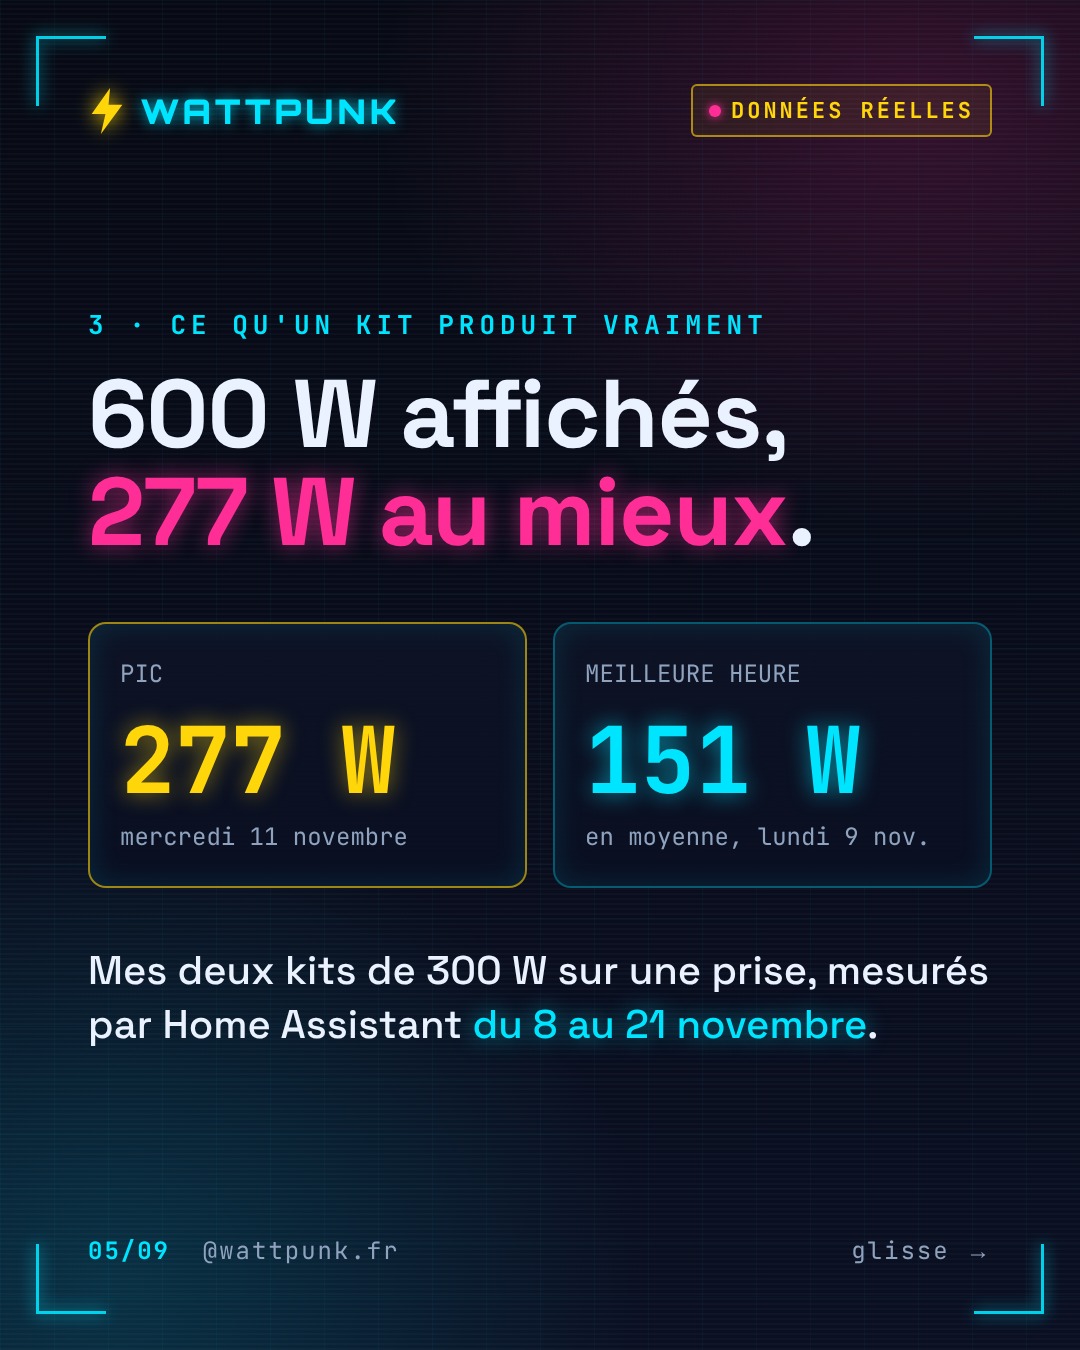 WATTPUNK
DONNÉES RÉELLES
3 · CE QU'UN KIT PRODUIT VRAIMENT
600 W affichés,
277 W au mieux.
PIC
277 W
mercredi 11 novembre
MEILLEURE HEURE
151 W
en moyenne, lundi 9 nov.
Mes deux kits de 300 W sur une prise, mesurés
par Home Assistant du 8 au 21 novembre.
05/09 @wattpunk.fr
glisse →